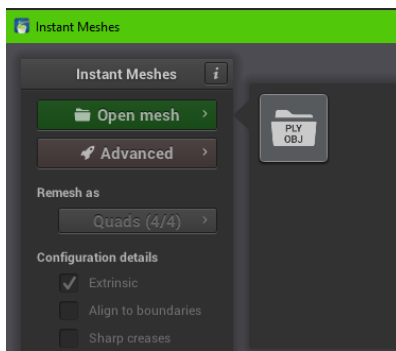 Instant Meshes
Instant Meshes i
Open mesh
PLY
OBJ
Advanced
Remesh as
Quads (4/4)
Configuration details
Extrinsic
Align to boundaries
Sharp creases